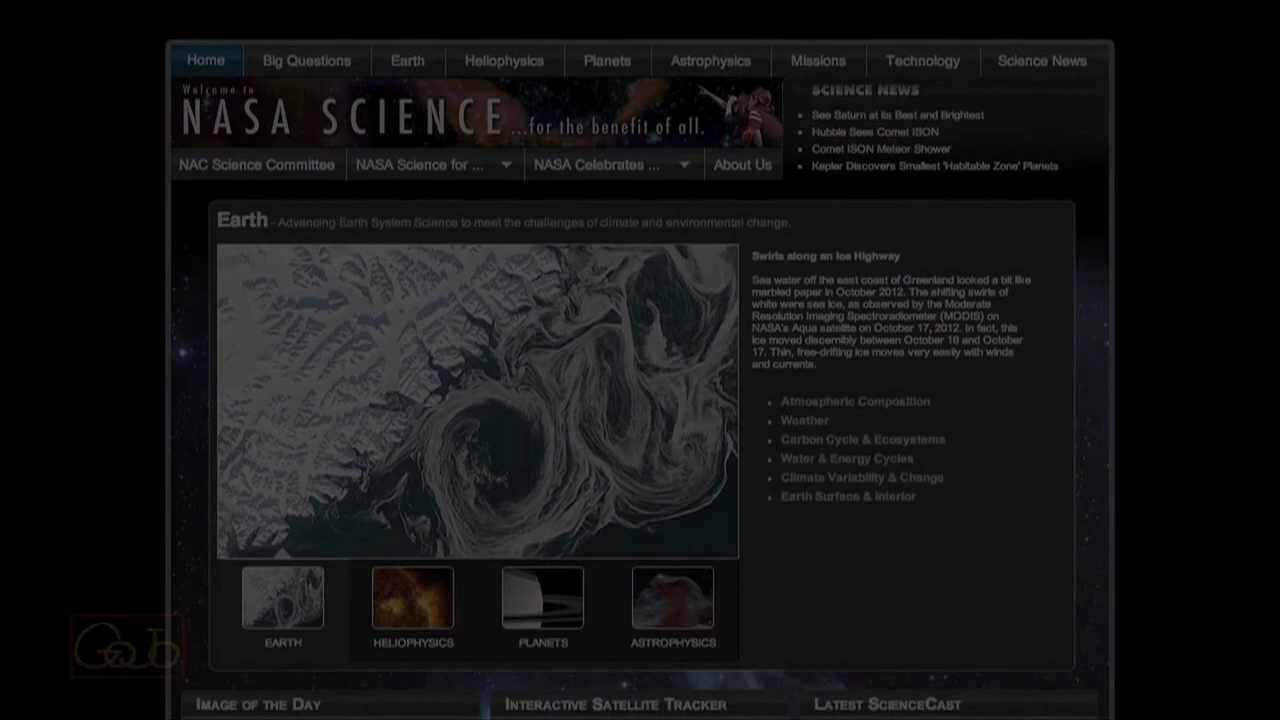 Home Big Questions Earth Heliophysics Planets Astrophysics Missions Technology Science News
Welcome to
NASA SCIENCE ...for the benefit of all.
NAC Science Committee NASA Science for ... NASA Celebrates ... About Us
SCIENCE NEWS
See Saturn at its Best and Brightest
Hubble Sees Comet ISON
Comet ISON Meteor Shower
Kepler Discovers Smallest 'Habitable Zone' Planets
Earth - Advancing Earth System Science to meet the challenges of climate and environmental change.
Swirls along an Ice Highway
Sea water off the east coast of Greenland looked a bit like
marbled paper in October 2012. The shifting swirls of
white were sea ice, as observed by the Moderate
Resolution Imaging Spectroradiometer (MODIS) on
NASA's Aqua satellite on October 17, 2012. In fact, this
ice moved discernibly between October 16 and October
17. Thin, free-drifting ice moves very easily with winds
and currents.
Atmospheric Composition
Weather
Carbon Cycle & Ecosystems
Water & Energy Cycles
Climate Variability & Change
Earth Surface & Interior
EARTH HELIOPHYSICS PLANETS ASTROPHYSICS
IMAGE OF THE DAY INTERACTIVE SATELLITE TRACKER LATEST SCIENCECAST